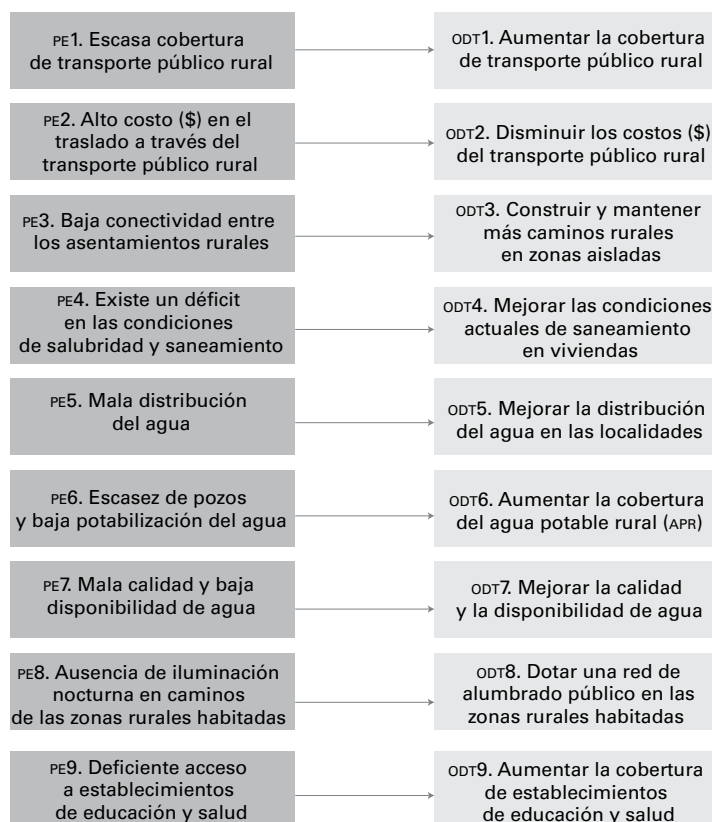 PE1. Escasa cobertura
de transporte público rural
ODT1. Aumentar la cobertura
de transporte público rural
PE2. Alto costo ($) en el
traslado a través del
transporte público rural
ODT2. Disminuir los costos ($)
del transporte público rural
PE3. Baja conectividad entre
los asentamientos rurales
ODT3. Construir y mantener
más caminos rurales
en zonas aisladas
PE4. Existe un déficit
en las condiciones
de salubridad y saneamiento
ODT4. Mejorar las condiciones
actuales de saneamiento
en viviendas
PE5. Mala distribución
del agua
ODT5. Mejorar la distribución
del agua en las localidades
PE6. Escasez de pozos
y baja potabilización del agua
ODT6. Aumentar la cobertura
del agua potable rural (APR)
PE7. Mala calidad y baja
disponibilidad de agua
ODT7. Mejorar la calidad
y la disponibilidad de agua
PE8. Ausencia de iluminación
nocturna en caminos
de las zonas rurales habitadas
ODT8. Dotar una red de
alumbrado público en las
zonas rurales habitadas
PE9. Deficiente acceso
a establecimientos
de educación y salud
ODT9. Aumentar la cobertura
de establecimientos
de educación y salud